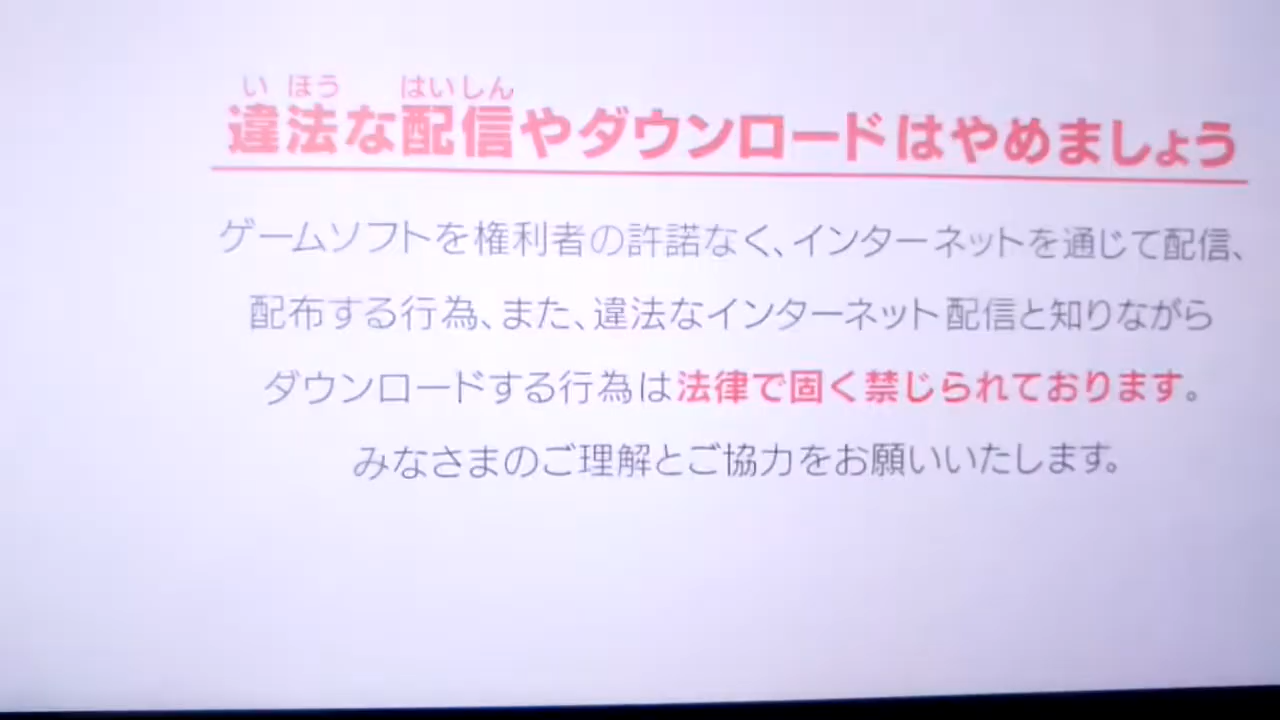 い ほう はいしん
違法な配信やダウンロードはやめましょう
ゲームソフトを権利者の許諾なく、インターネットを通じて配信、
配布する行為、また、違法なインターネット配信と知りながら
ダウンロードする行為は法律で固く禁じられております。
みなさまのご理解とご協力をお願いいたします。